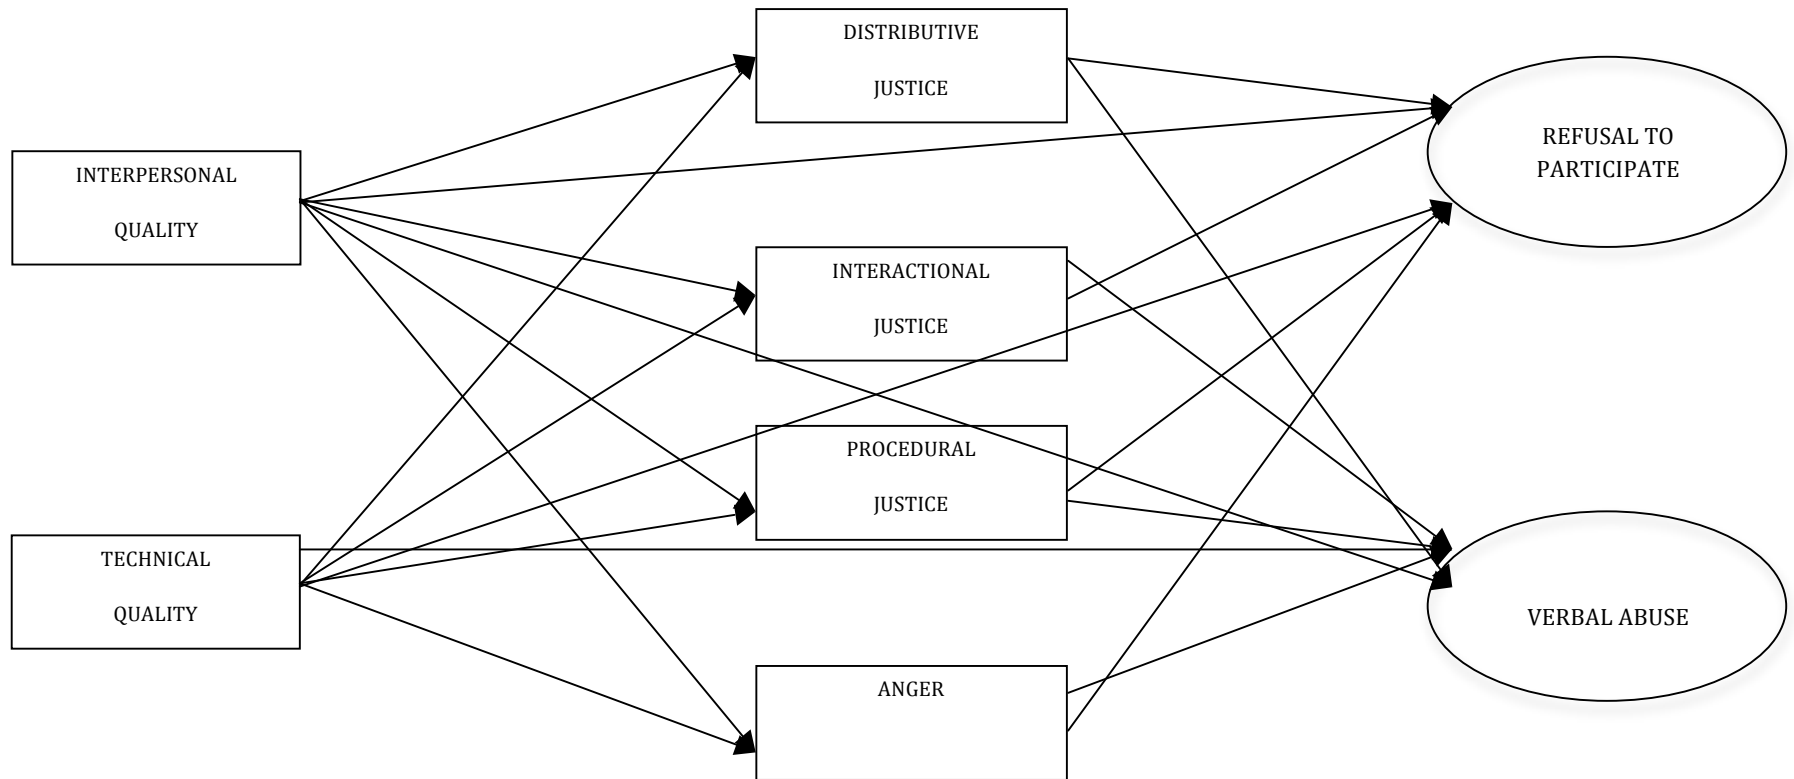 DISTRIBUTIVE
JUSTICE
INTERPERSONAL
QUALITY
REFUSAL TO
PARTICIPATE
INTERACTIONAL
JUSTICE
PROCEDURAL
JUSTICE
TECHNICAL
QUALITY
VERBAL ABUSE
ANGER